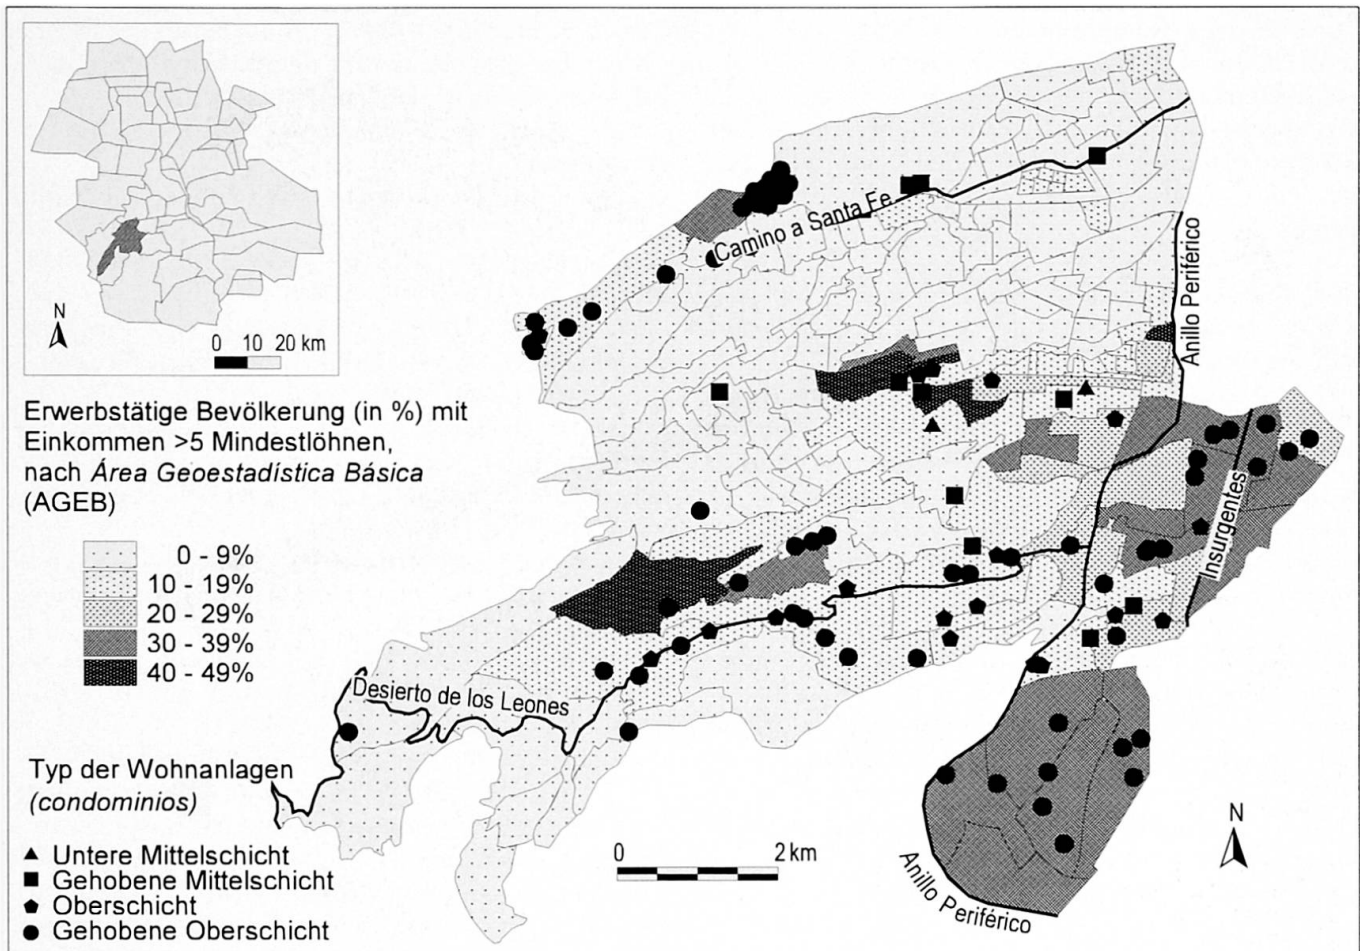 N
0 10 20 km
Erwerbstätige Bevölkerung (in %) mit
Einkommen >5 Mindestlöhnen,
nach Área Geoestadística Básica
(AGEB)
0 - 9%
10 - 19%
20 - 29%
30 - 39%
40 - 49%
Typ der Wohnanlagen
(condominios)
Untere Mittelschicht
Gehobene Mittelschicht
Oberschicht
Gehobene Oberschicht
Camino a Santa Fe
Anillo Periférico
Insurgentes
Desierto de los Leones
Anillo Periférico
0 2 km
N